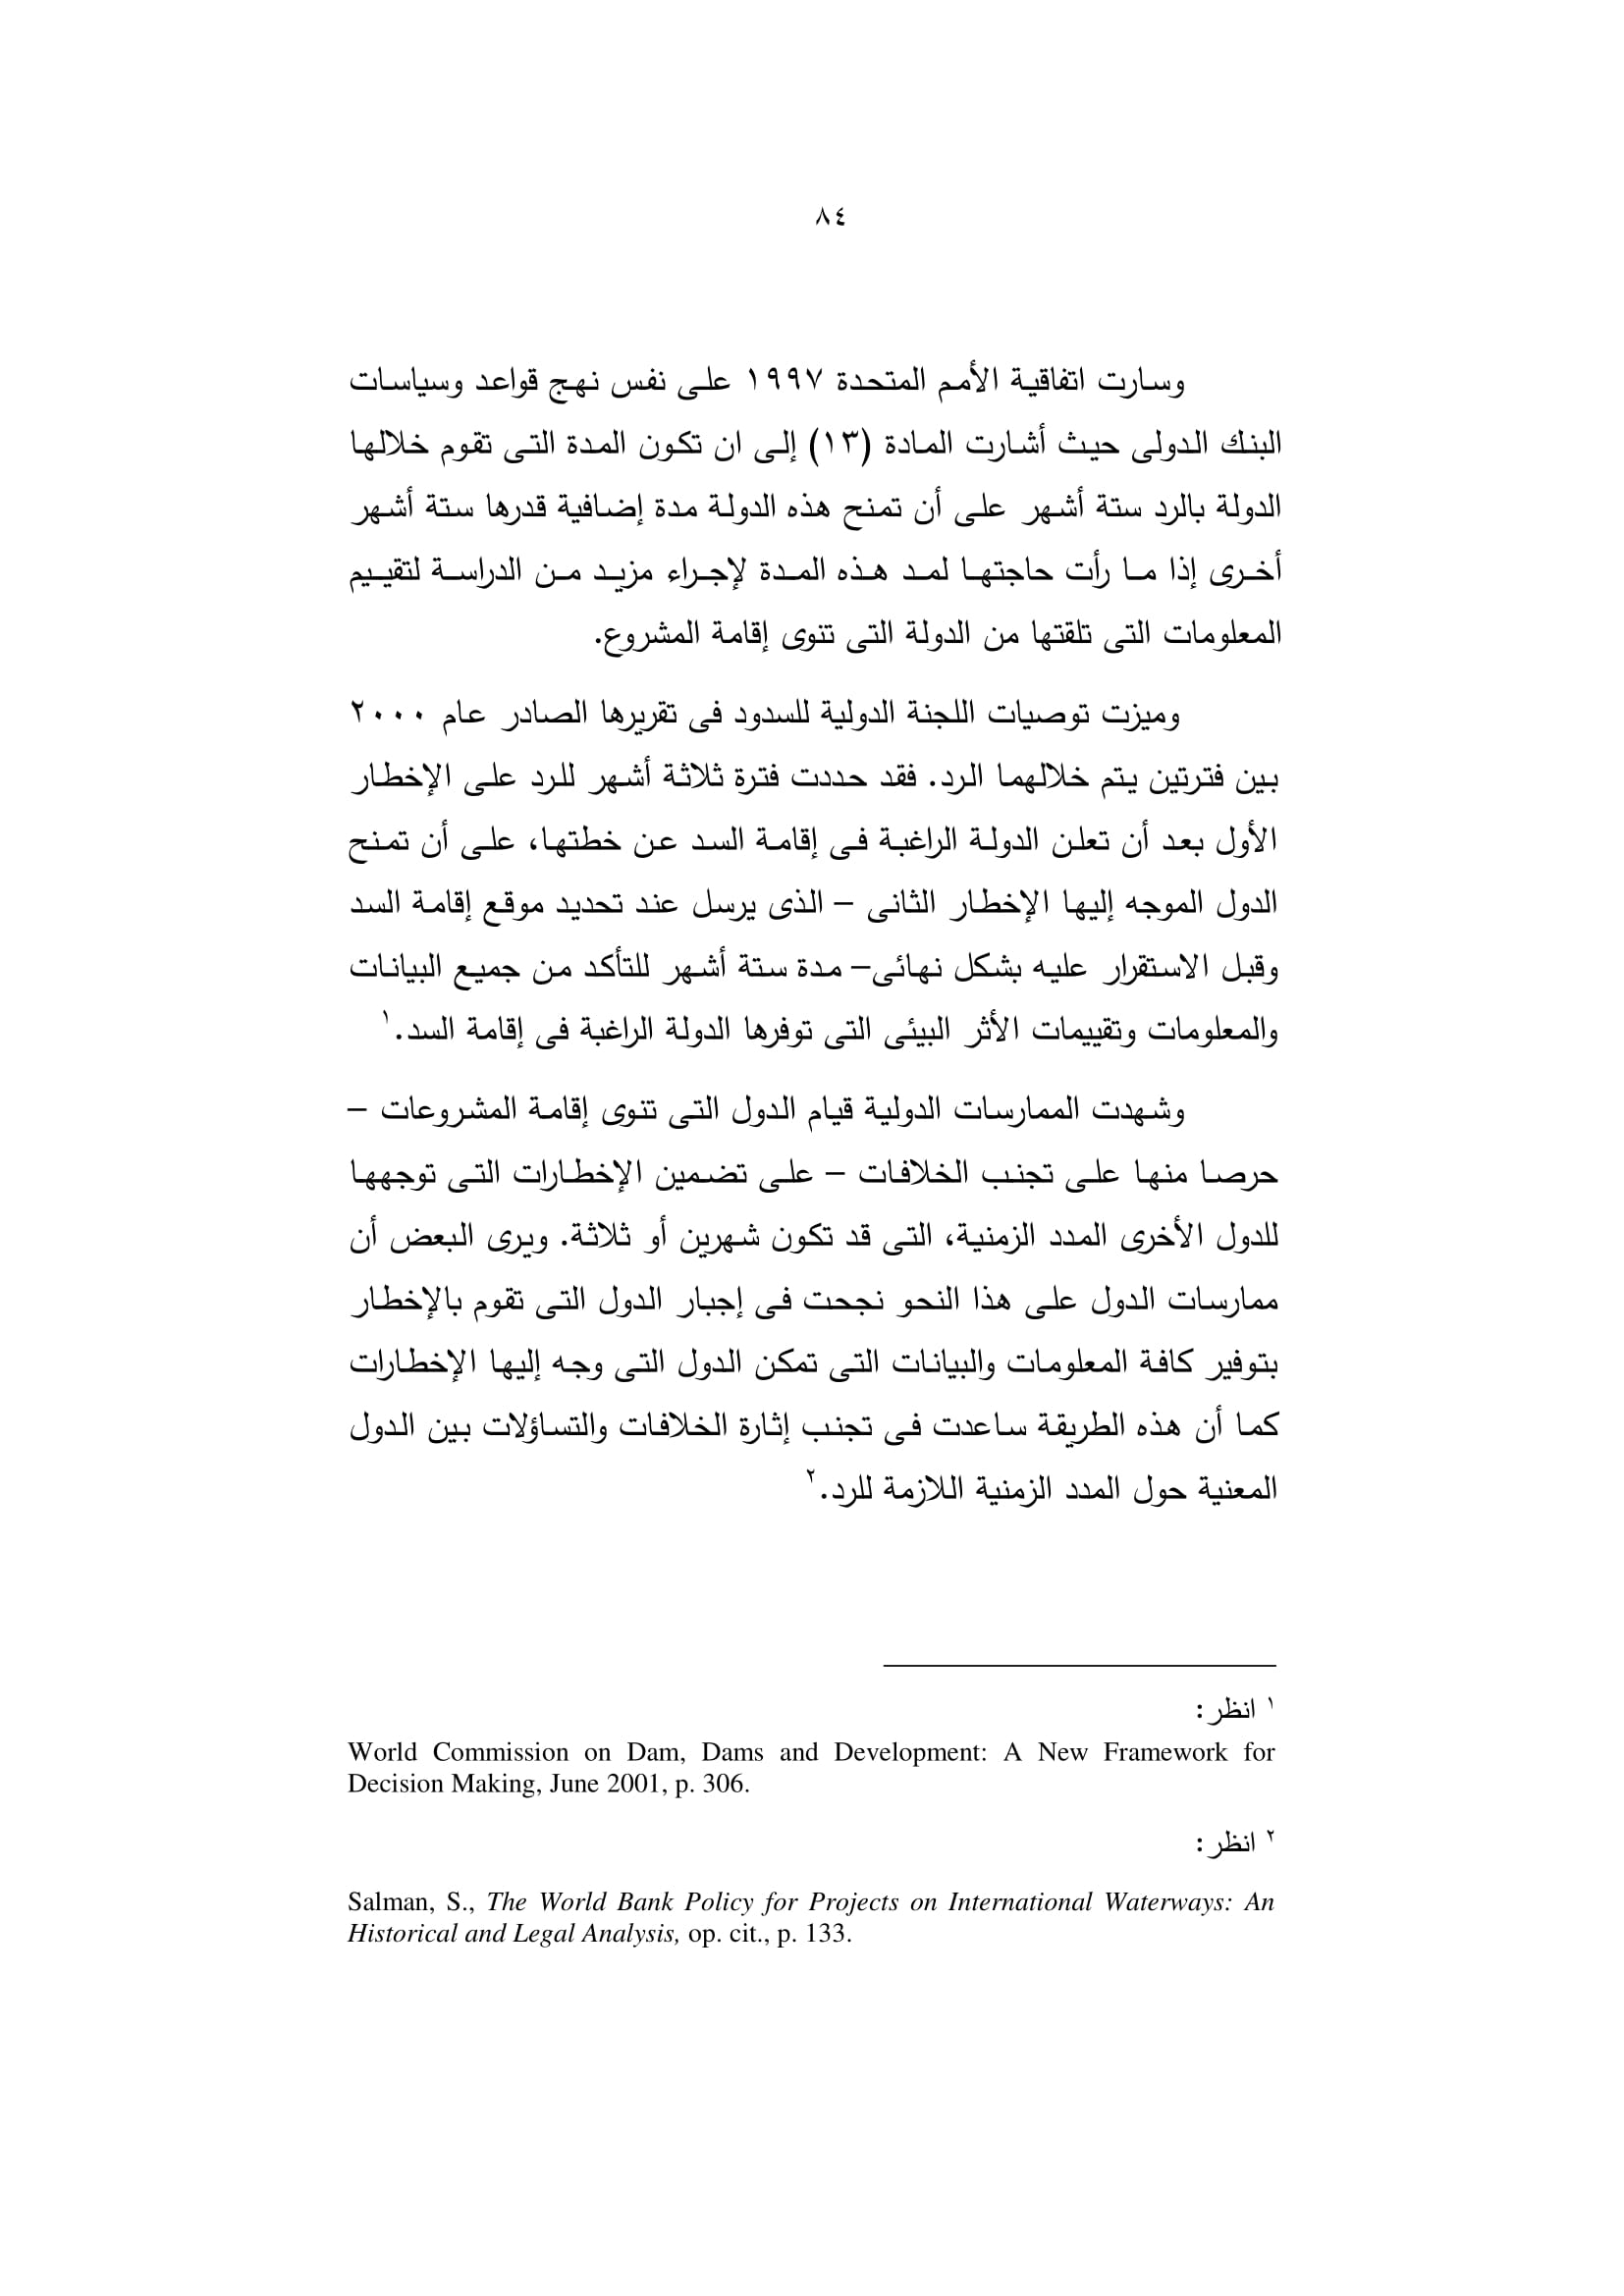 ٨٤
وسارت اتفاقية الأمم المتحدة ١٩٩٧ على نفس نهج قواعد وسياسات
البنك الدولى حيث أشارت المادة (١٣) إلى ان تكون المدة التى تقوم خلالها
الدولة بالرد ستة أشهر على أن تمنح هذه الدولة مدة إضافية قدرها ستة أشهر
أخرى إذا ما رأت حاجتها لمد هذه المدة لإجراء مزيد من الدراسة لتقييم
المعلومات التى تلقتها من الدولة التى تنوى إقامة المشروع.
وميزت توصيات اللجنة الدولية للسدود فى تقريرها الصادر عام ٢٠٠٠
بين فترتين يتم خلالهما الرد. فقد حددت فترة ثلاثة أشهر للرد على الإخطار
الأول بعد أن تعلن الدولة الراغبة فى إقامة السد عن خطتها، على أن تمنح
الدول الموجه إليها الإخطار الثانى – الذى يرسل عند تحديد موقع إقامة السد
وقبل الاستقرار عليه بشكل نهائى– مدة ستة أشهر للتأكد من جميع البيانات
والمعلومات وتقييمات الأثر البيئى التى توفرها الدولة الراغبة فى إقامة السد.١
وشهدت الممارسات الدولية قيام الدول التى تنوى إقامة المشروعات –
حرصا منها على تجنب الخلافات – على تضمين الإخطارات التى توجهها
للدول الأخرى المدد الزمنية، التى قد تكون شهرين أو ثلاثة. ويرى البعض أن
ممارسات الدول على هذا النحو نجحت فى إجبار الدول التى تقوم بالإخطار
بتوفير كافة المعلومات والبيانات التى تمكن الدول التى وجه إليها الإخطارات
كما أن هذه الطريقة ساعدت فى تجنب إثارة الخلافات والتساؤلات بين الدول
المعنية حول المدد الزمنية اللازمة للرد.٢
١ انظر:
World Commission on Dam, Dams and Development: A New Framework for
Decision Making, June 2001, p. 306.
٢ انظر:
Salman, S., The World Bank Policy for Projects on International Waterways: An
Historical and Legal Analysis, op. cit., p. 133.